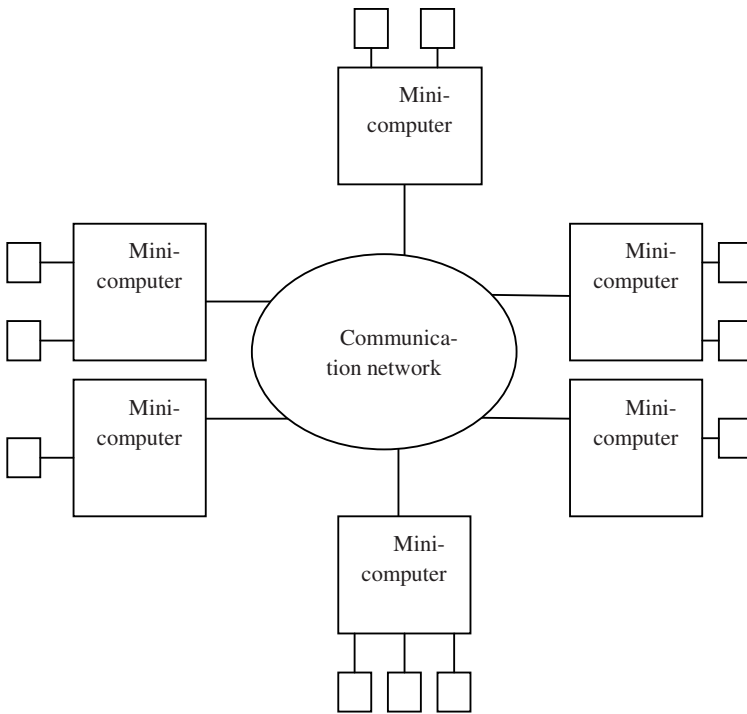 Mini-
computer
Mini-
computer
Mini-
computer
Communica-
tion network
Mini-
computer
Mini-
computer
Mini-
computer